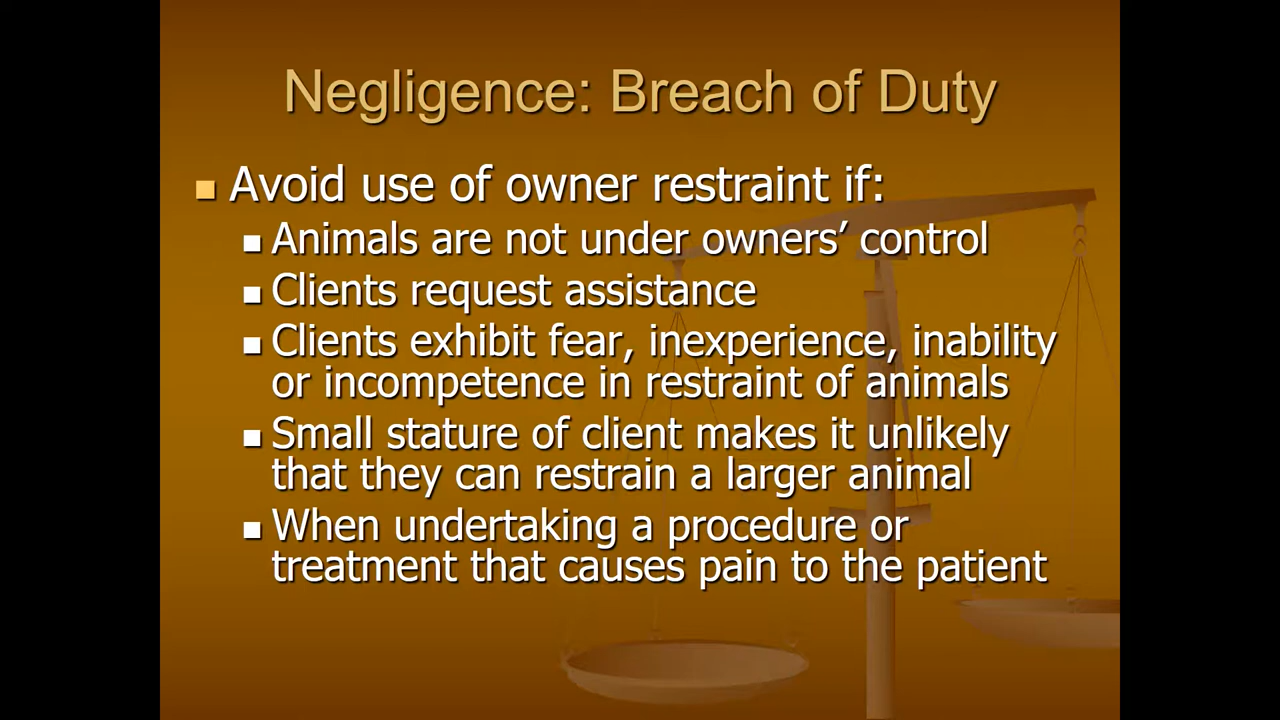 Negligence: Breach of Duty
Avoid use of owner restraint if:
Animals are not under owners’ control
Clients request assistance
Clients exhibit fear, inexperience, inability
or incompetence in restraint of animals
Small stature of client makes it unlikely
that they can restrain a larger animal
When undertaking a procedure or
treatment that causes pain to the patient